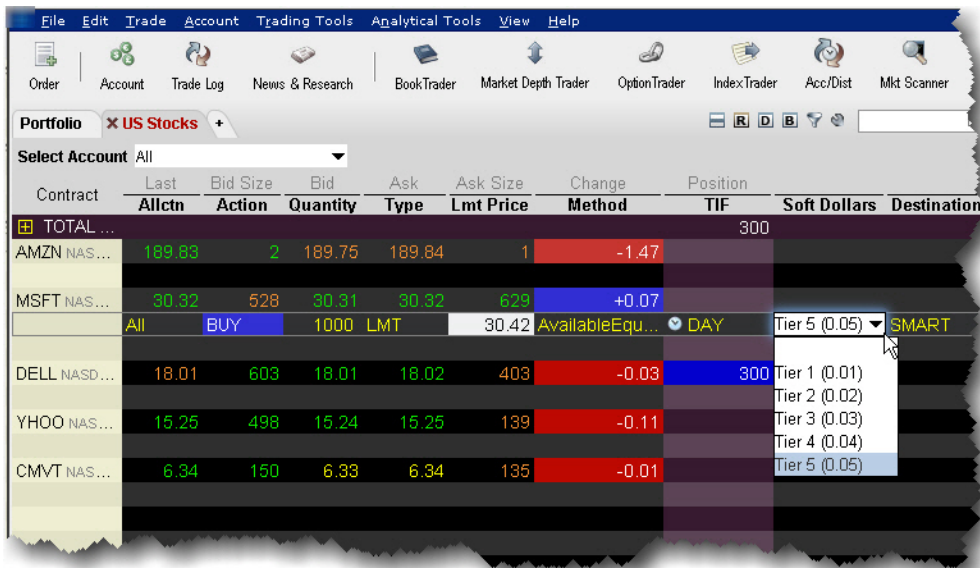 File Edit Trade Account Trading Tools Analytical Tools View Help
Order Account Trade Log News & Research BookTrader Market Depth Trader OptionTrader IndexTrader Acc/Dist Mkt Scanner
Portfolio US Stocks + R D B
Select Account All
Contract Last Bid Size Bid Ask Ask Size Change Position
Allctn Action Quantity Type Lmt Price Method TIF Soft Dollars Destination
TOTAL ... 300
AMZN NAS... 189.83 2 189.75 189.84 1 -1.47
MSFT NAS... 30.32 528 30.31 30.32 629 +0.07
All BUY 1000 LMT 30.42 AvailableEqu... DAY Tier 5 (0.05) SMART
DELL NASD... 18.01 603 18.01 18.02 403 -0.03 300 Tier 1 (0.01)
Tier 2 (0.02)
YHOO NAS... 15.25 498 15.24 15.25 139 -0.11 Tier 3 (0.03)
Tier 4 (0.04)
CMVT NAS... 6.34 150 6.33 6.34 135 -0.01 Tier 5 (0.05)